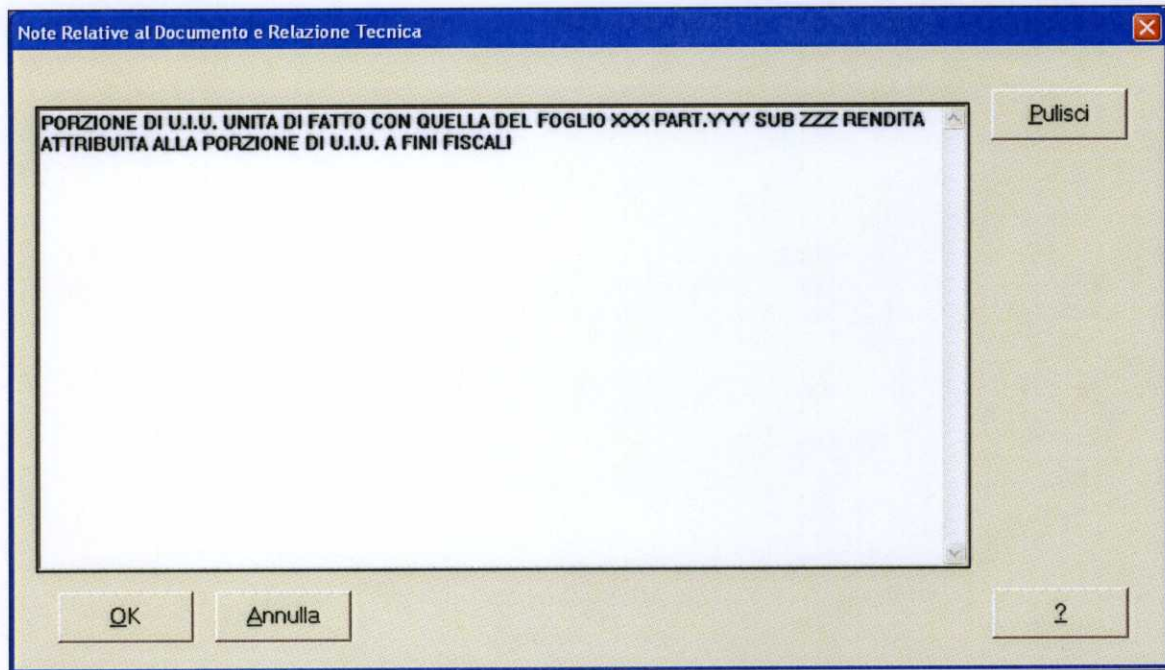 Note Relative al Documento e Relazione Tecnica
PORZIONE DI U.I.U. UNITA DI FATTO CON QUELLA DEL FOGLIO XXX PART.YYY SUB ZZZ RENDITA
ATTRIBUITA ALLA PORZIONE DI U.I.U. A FINI FISCALI
Pulisci
OK
Annulla
?